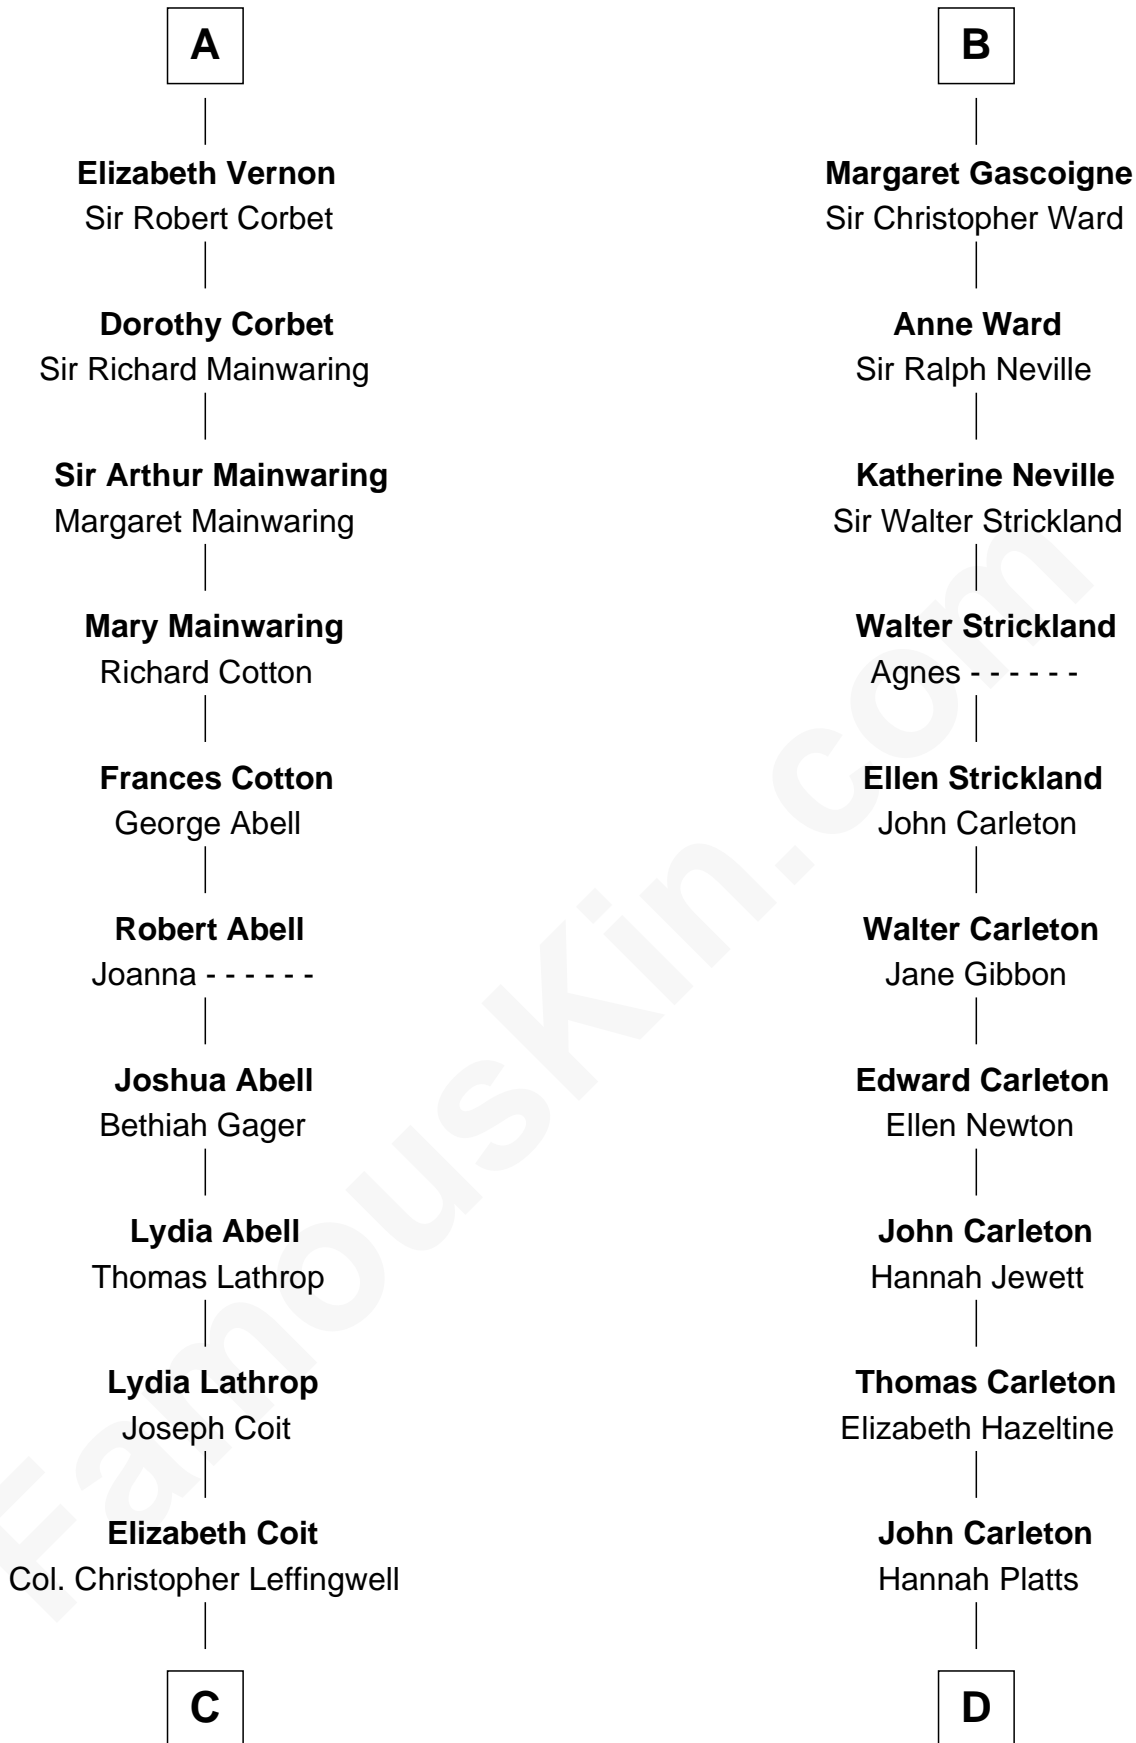 A
Elizabeth Vernon
Sir Robert Corbet
Dorothy Corbet
Sir Richard Mainwaring
Sir Arthur Mainwaring
Margaret Mainwaring
Mary Mainwaring
Richard Cotton
Frances Cotton
George Abell
Robert Abell
Joanna - - - - - -
Joshua Abell
Bethiah Gager
Lydia Abell
Thomas Lathrop
Lydia Lathrop
Joseph Coit
Elizabeth Coit
Col. Christopher Leffingwell
C
B
Margaret Gascoigne
Sir Christopher Ward
Anne Ward
Sir Ralph Neville
Katherine Neville
Sir Walter Strickland
Walter Strickland
Agnes - - - - - -
Ellen Strickland
John Carleton
Walter Carleton
Jane Gibbon
Edward Carleton
Ellen Newton
John Carleton
Hannah Jewett
Thomas Carleton
Elizabeth Hazeltine
John Carleton
Hannah Platts
D
FamousKin.com